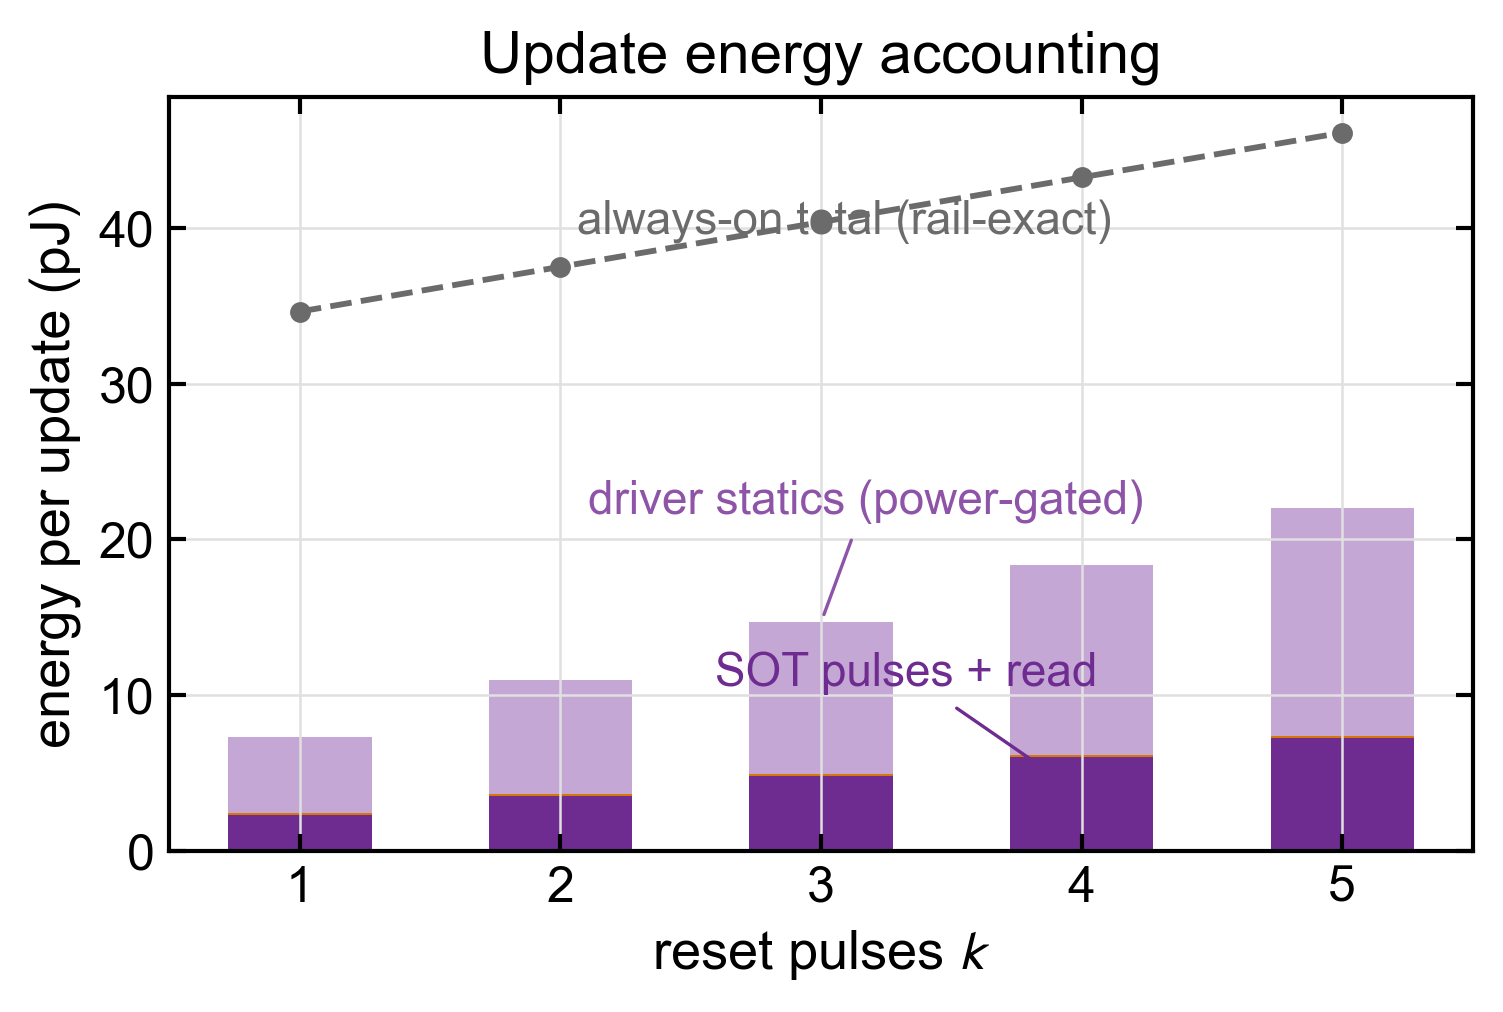 Update energy accounting
energy per update (pJ)
40
30
20
10
0
always-on total (rail-exact)
driver statics (power-gated)
SOT pulses + read
1 2 3 4 5
reset pulses k